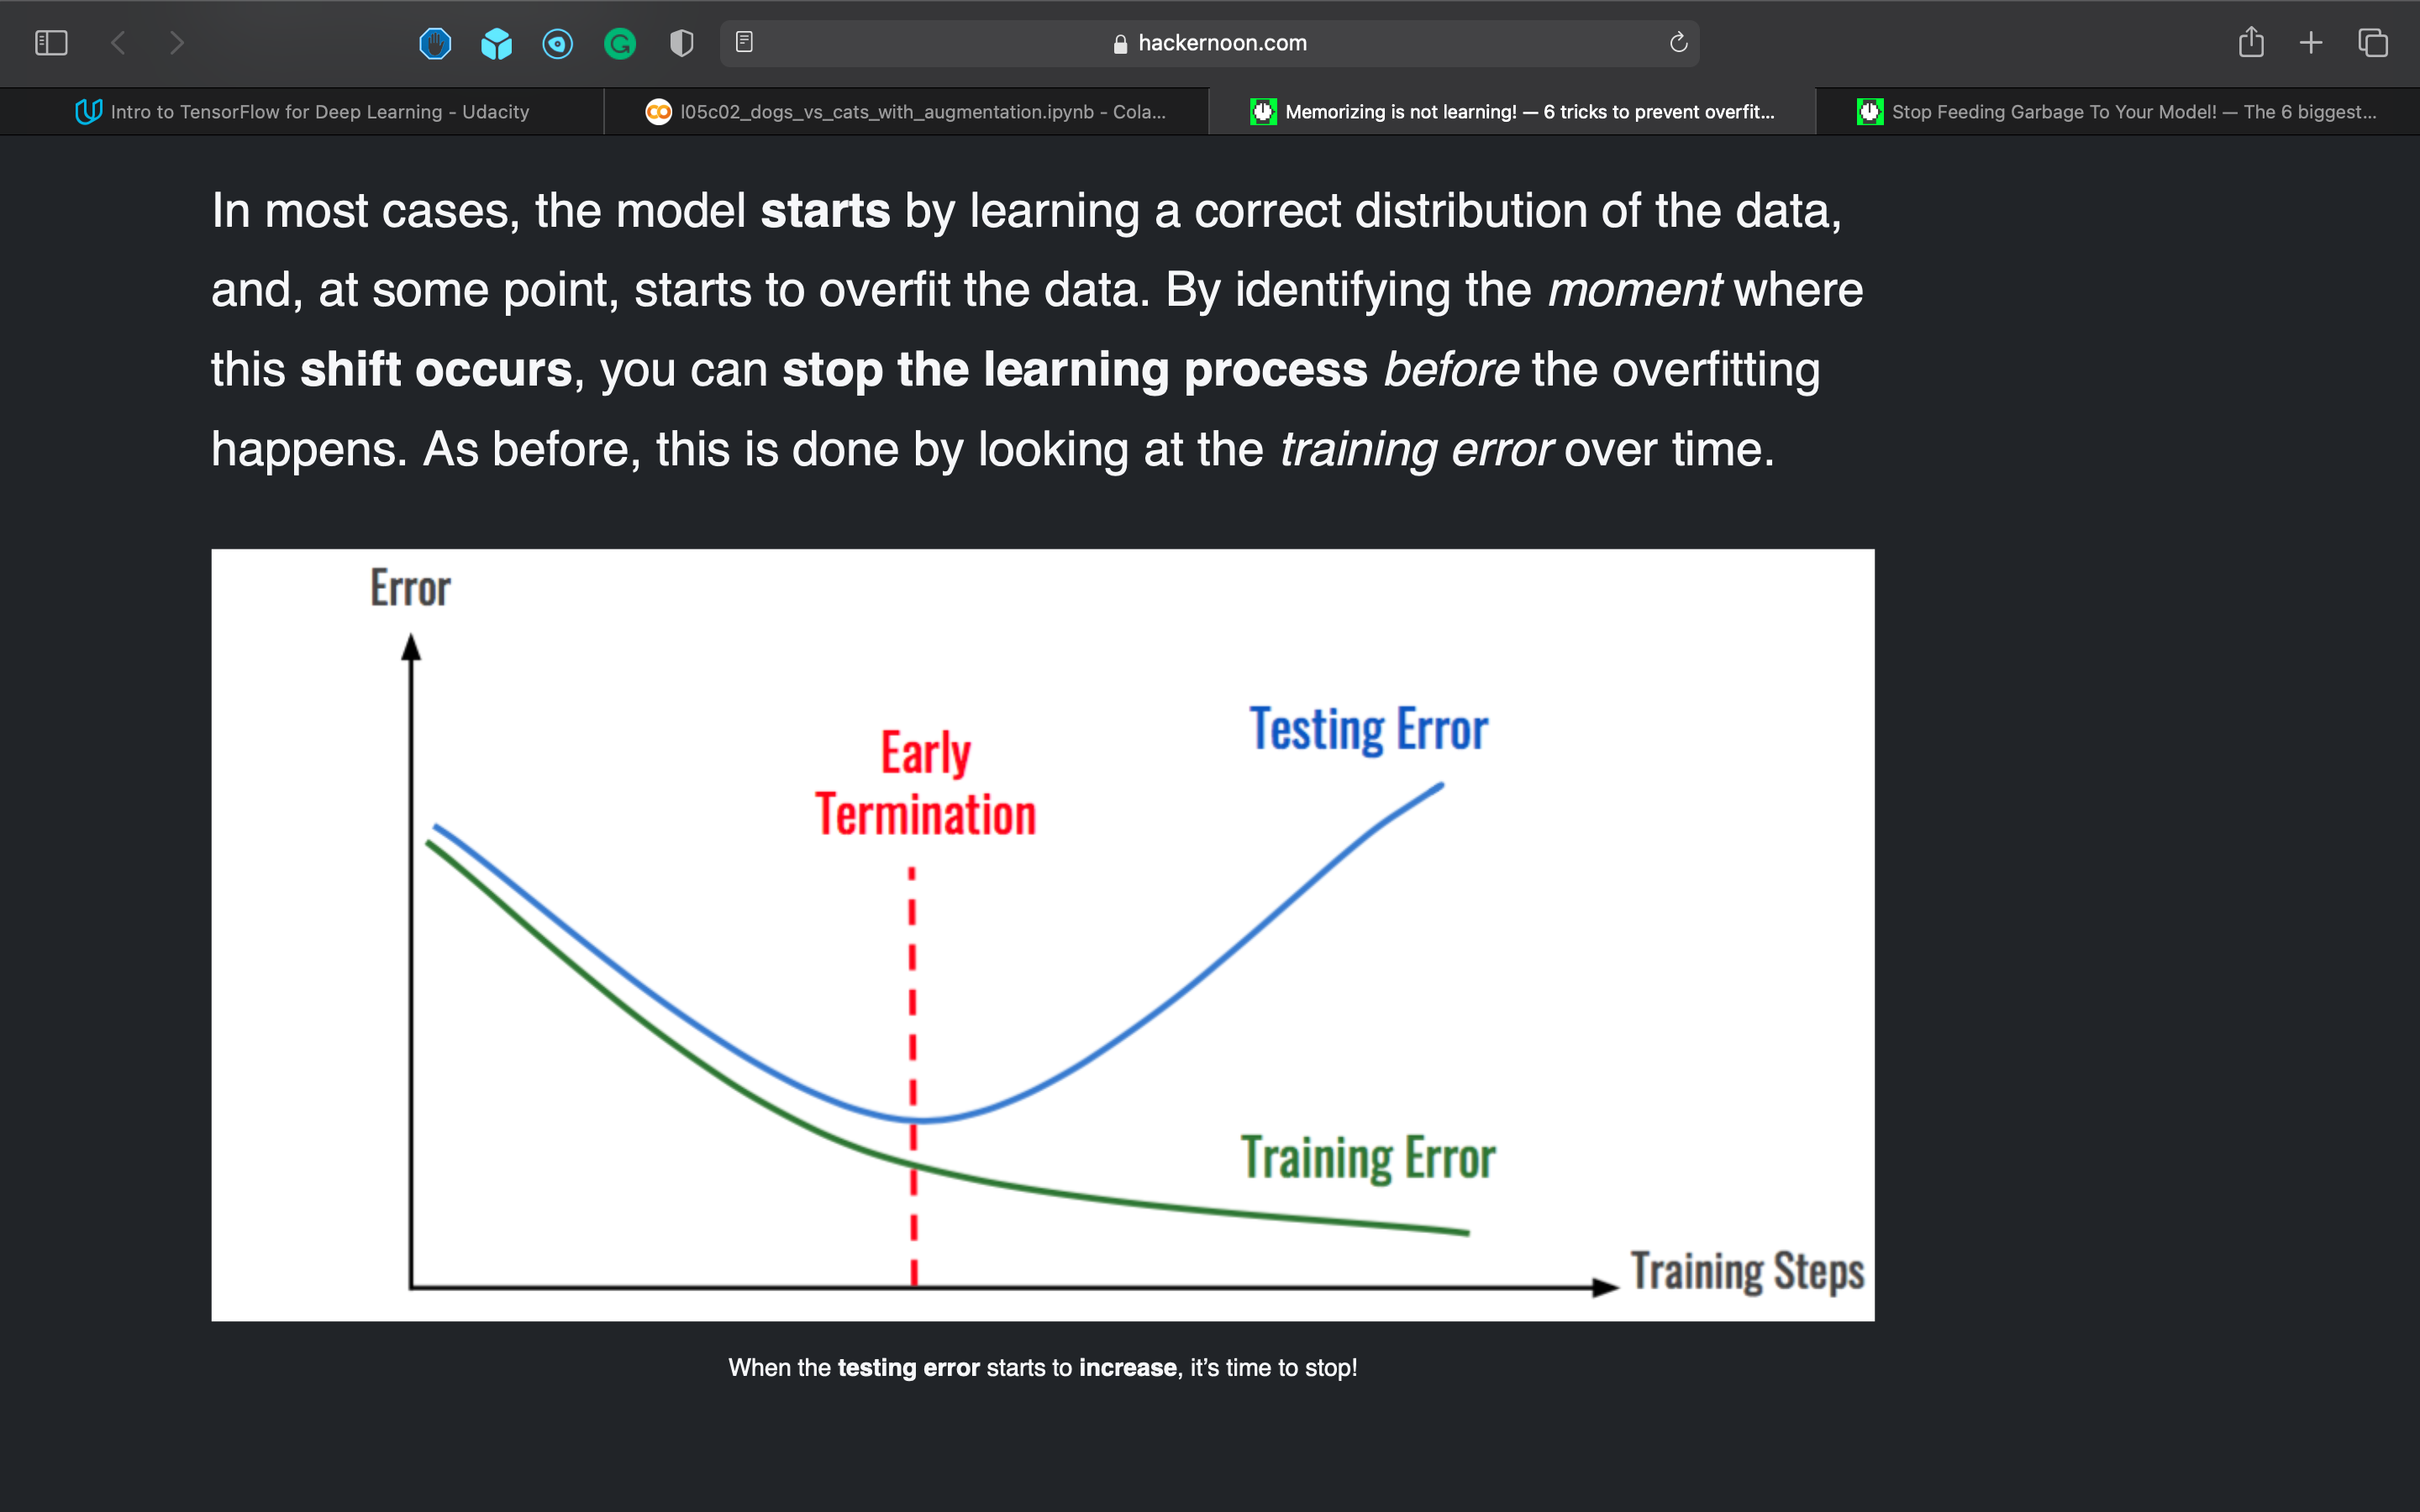 hackernoon.com
Intro to TensorFlow for Deep Learning - Udacity
l05c02_dogs_vs_cats_with_augmentation.ipynb - Cola...
Memorizing is not learning! — 6 tricks to prevent overfit...
Stop Feeding Garbage To Your Model! — The 6 biggest...
In most cases, the model starts by learning a correct distribution of the data,
and, at some point, starts to overfit the data. By identifying the moment where
this shift occurs, you can stop the learning process before the overfitting
happens. As before, this is done by looking at the training error over time.
Error
Early
Termination
Testing Error
Training Error
Training Steps
When the testing error starts to increase, it’s time to stop!